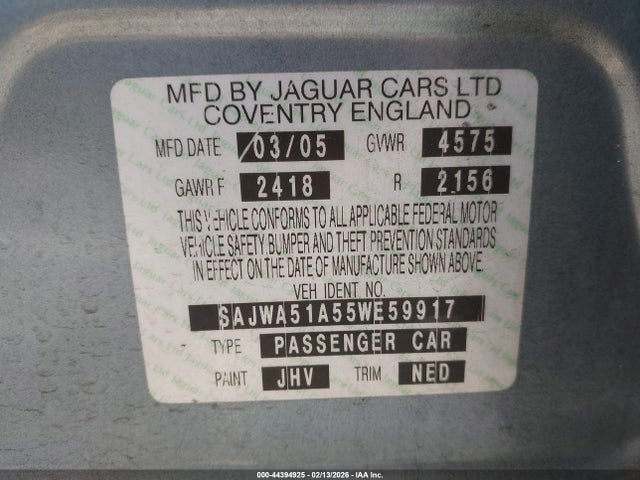 MFD BY JAGUAR CARS LTD
COVENTRY ENGLAND
MFD DATE 03/05 GVWR 4575
GAWR F 2418 R 2156
THIS VEHICLE CONFORMS TO ALL APPLICABLE FEDERAL MOTOR
VEHICLE SAFETY BUMPER AND THEFT PREVENTION STANDARDS
IN EFFECT ON THE DATE OF MANUFACTURE SHOWN ABOVE.
VEH IDENT NO.
SAJWA51A55WE59917
TYPE PASSENGER CAR
PAINT JHV TRIM NED
000-44394925 - 02/13/2026 - IAA Inc.